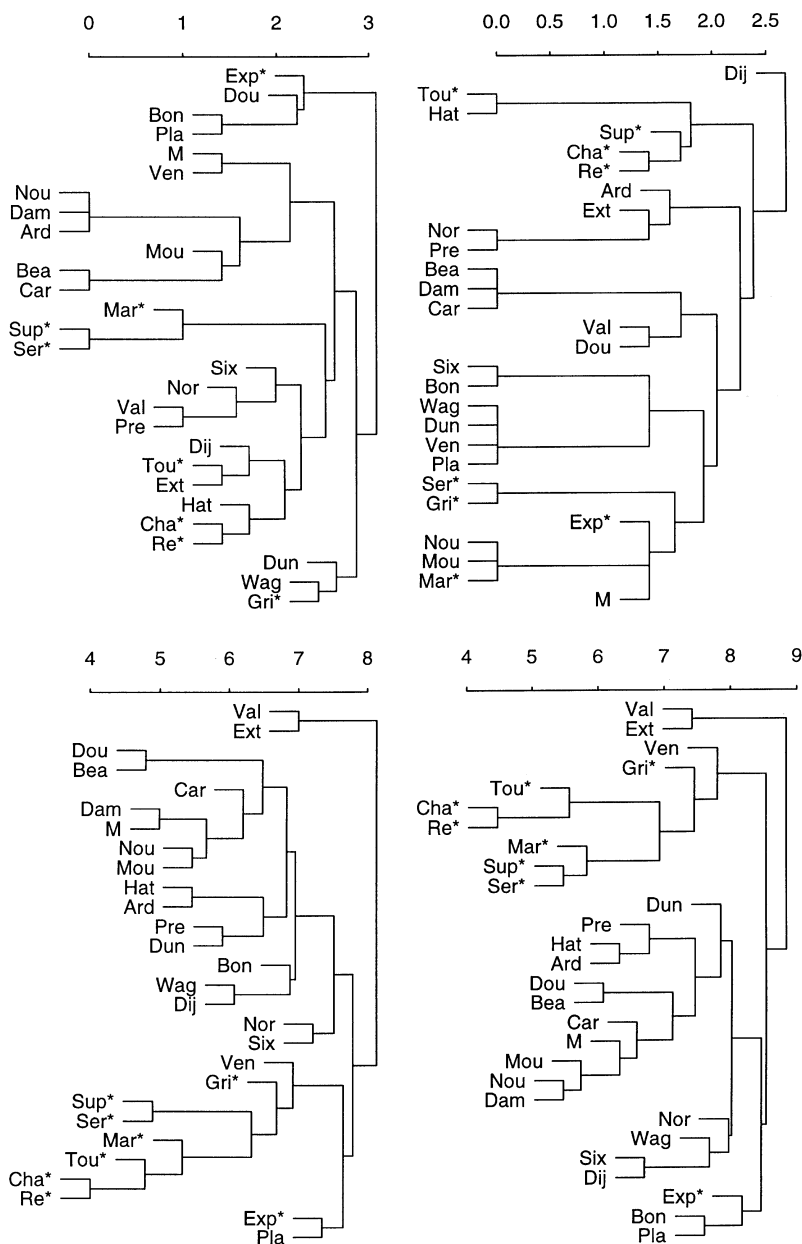 0 1 2 3
Exp*
Dou
Bon
Pla
M
Ven
Nou
Dam
Ard
Mou
Bea
Car
Mar*
Sup*
Ser*
Six
Nor
Val
Pre
Dij
Tou*
Ext
Hat
Cha*
Re*
Dun
Wag
Gri*
0.0 1.0 1.5 2.0 2.5
Dij
Tou*
Hat
Sup*
Cha*
Re*
Ard
Ext
Nor
Pre
Bea
Dam
Car
Val
Dou
Six
Bon
Wag
Dun
Ven
Pla
Ser*
Gri*
Exp*
Nou
Mou
Mar*
M
4 5 6 7 8
Val
Ext
Dou
Bea
Car
Dam
M
Nou
Mou
Hat
Ard
Pre
Dun
Bon
Wag
Dij
Nor
Six
Ven
Gri*
Sup*
Ser*
Mar*
Tou*
Cha*
Re*
Exp*
Pla
4 5 6 7 8 9
Val
Ext
Ven
Gri*
Tou*
Cha*
Re*
Mar*
Sup*
Ser*
Dun
Pre
Hat
Ard
Dou
Bea
Car
M
Mou
Nou
Dam
Nor
Wag
Six
Dij
Exp*
Bon
Pla